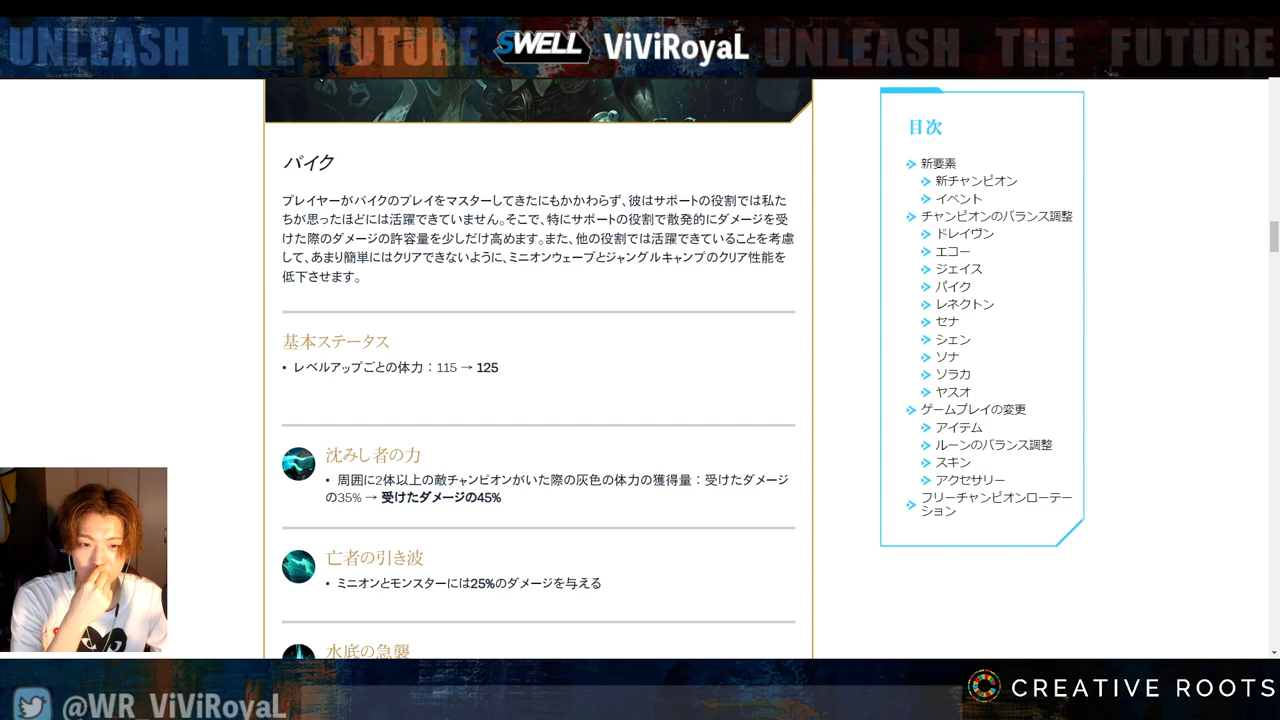 UNLEASH THE FUTURE SWELL ViViRoyaL UNLEASH THE FUTURE
パイク
プレイヤーがパイクのプレイをマスターしてきたにもかかわらず、彼はサポートの役割では私た
ちが思ったほどには活躍できていません。そこで、特にサポートの役割で散発的にダメージを受
けた際のダメージの許容量を少しだけ高めます。また、他の役割では活躍できていることを考慮
して、あまり簡単にはクリアできないように、ミニオンウェーブとジャングルキャンプのクリア性能を
低下させます。
基本ステータス
▪ レベルアップごとの体力：115 → 125
沈みし者の力
▪ 周囲に2体以上の敵チャンピオンがいた際の灰色の体力の獲得量：受けたダメージ
の35% → 受けたダメージの45%
亡者の引き波
▪ ミニオンとモンスターには25%のダメージを与える
水底の急襲
目次
新要素
新チャンピオン
イベント
チャンピオンのバランス調整
ドレイヴン
エコー
ジェイス
パイク
レネクトン
セナ
シェン
ソナ
ソラカ
ヤスオ
ゲームプレイの変更
アイテム
ルーンのバランス調整
スキン
アクセサリー
フリーチャンピオンローテー
ション
@WR_ViViRoyaL
CREATIVE ROOTS